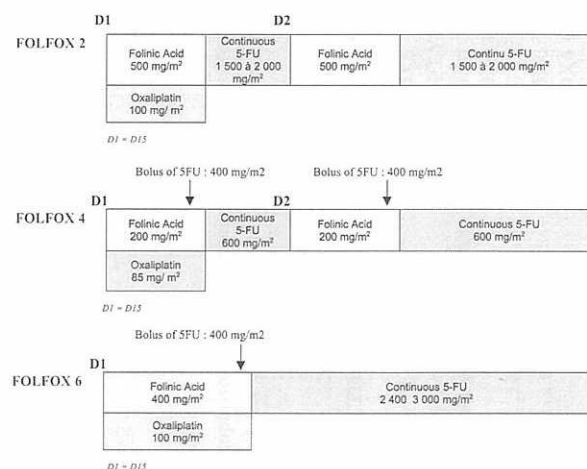 D1
D2
FOLFOX 2
Folinic Acid
500 mg/m²
Continuous
5-FU
1 500 à 2 000
mg/m²
Folinic Acid
500 mg/m²
Continu 5-FU
1 500 à 2 000 mg/m²
Oxaliplatin
100 mg/ m²
D1 = D15
Bolus of 5FU : 400 mg/m2
Bolus of 5FU : 400 mg/m2
D1
D2
FOLFOX 4
Folinic Acid
200 mg/m²
Continuous
5-FU
600 mg/m²
Folinic Acid
200 mg/m²
Continuous 5-FU
600 mg/m²
Oxaliplatin
85 mg/ m²
D1 = D15
Bolus of 5FU : 400 mg/m2
D1
FOLFOX 6
Folinic Acid
400 mg/m²
Continuous 5-FU
2 400 3 000 mg/m²
Oxaliplatin
100 mg/m²
D1 = D15